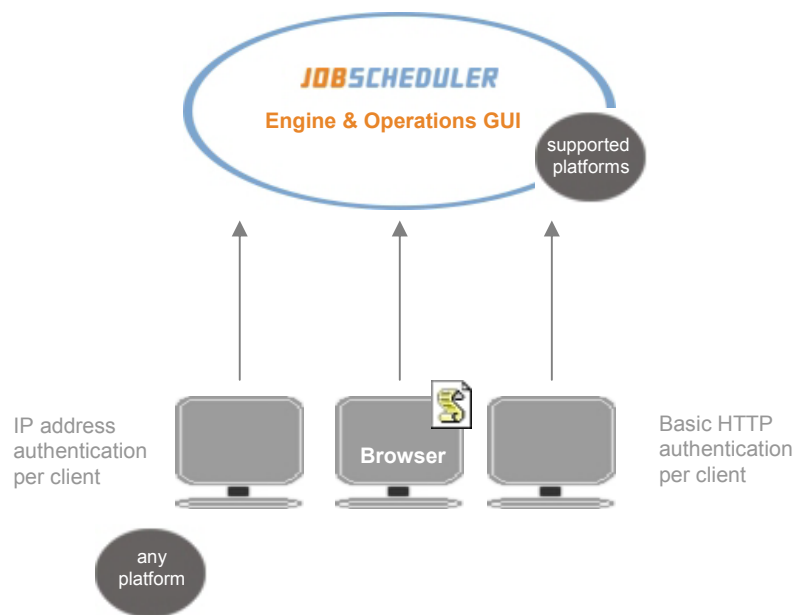 JOBSCHEDULER
Engine & Operations GUI
supported
platforms
IP address
authentication
per client
Browser
Basic HTTP
authentication
per client
any
platform